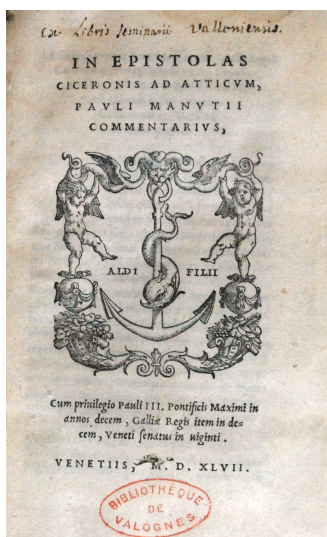 Ex Libris seminarii Valloniensis.
IN EPISTOLAS
CICERONIS AD ATTICVM,
PAVLI MANVTII
COMMENTARIVS,
ALDI FILII
Cum priuilegio Pauli III. Pontificis Maximi in
annos decem, Galliæ Regis item in de-
cem, Veneti senatus in uiginti.
VENETIIS, M. D. XLVII.
BIBLIOTHÈQUE
DE
VALOGNES